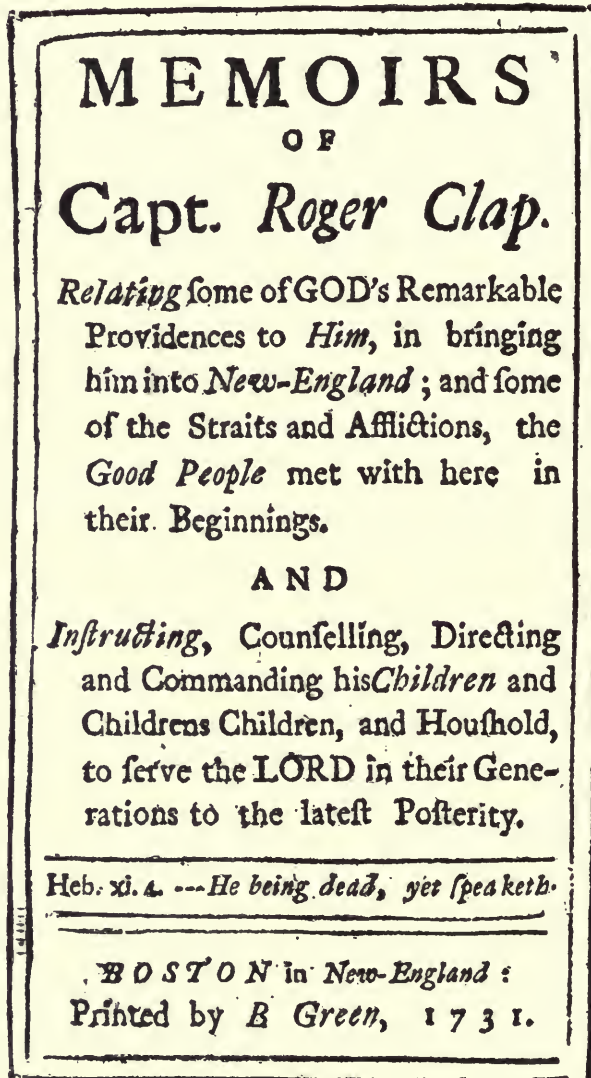 MEMOIRS
OF
Capt. Roger Clap.
Relating ſome of GOD's Remarkable
Providences to Him, in bringing
him into New-England; and ſome
of the Straits and Afflictions, the
Good People met with here in
their Beginnings.
AND
Inſtructing, Counſelling, Directing
and Commanding his Children and
Childrens Children, and Houſhold,
to ſerve the LORD in their Gene-
rations to the lateſt Poſterity.
Heb. xi. 4. ---He being dead, yet ſpeaketh.
BOSTON in New-England:
Printed by B Green, 1731.